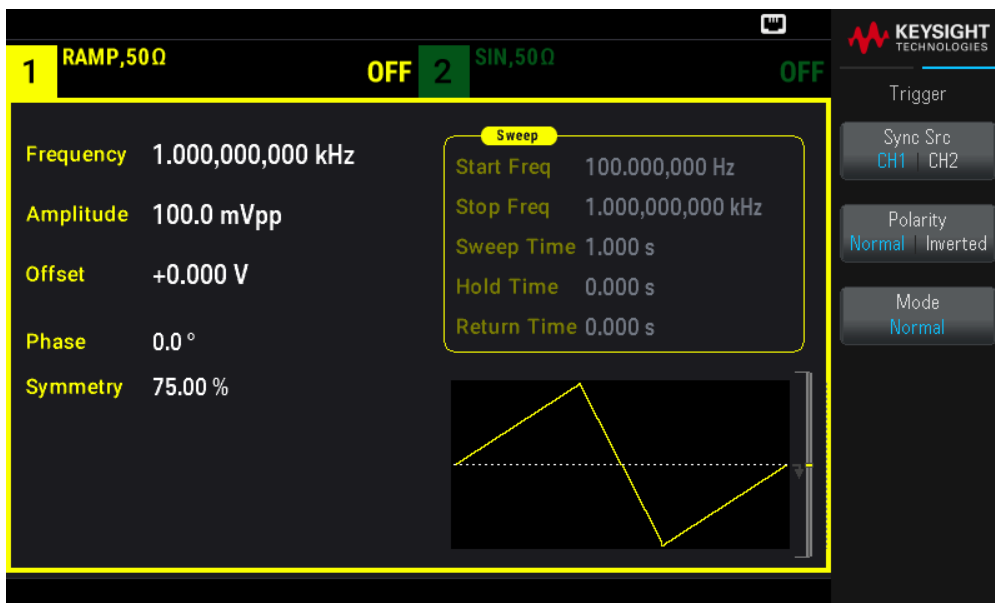 1 RAMP,50Ω OFF 2 SIN,50Ω OFF
Frequency 1.000,000,000 kHz
Amplitude 100.0 mVpp
Offset +0.000 V
Phase 0.0 °
Symmetry 75.00 %
Sweep
Start Freq 100.000,000 Hz
Stop Freq 1.000,000,000 kHz
Sweep Time 1.000 s
Hold Time 0.000 s
Return Time 0.000 s
KEYSIGHT
TECHNOLOGIES
Trigger
Sync Src
CH1 | CH2
Polarity
Normal | Inverted
Mode
Normal